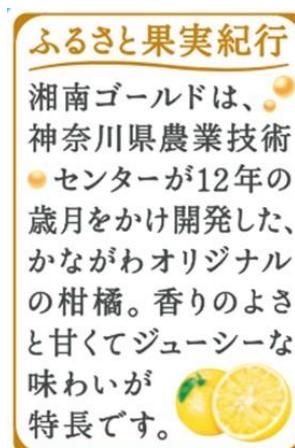 ふるさと果実紀行
湘南ゴールドは、
神奈川県農業技術
センターが12年の
歳月をかけ開発した、
かながわオリジナル
の柑橘。香りのよさ
と甘くてジューシーな
味わいが
特長です。